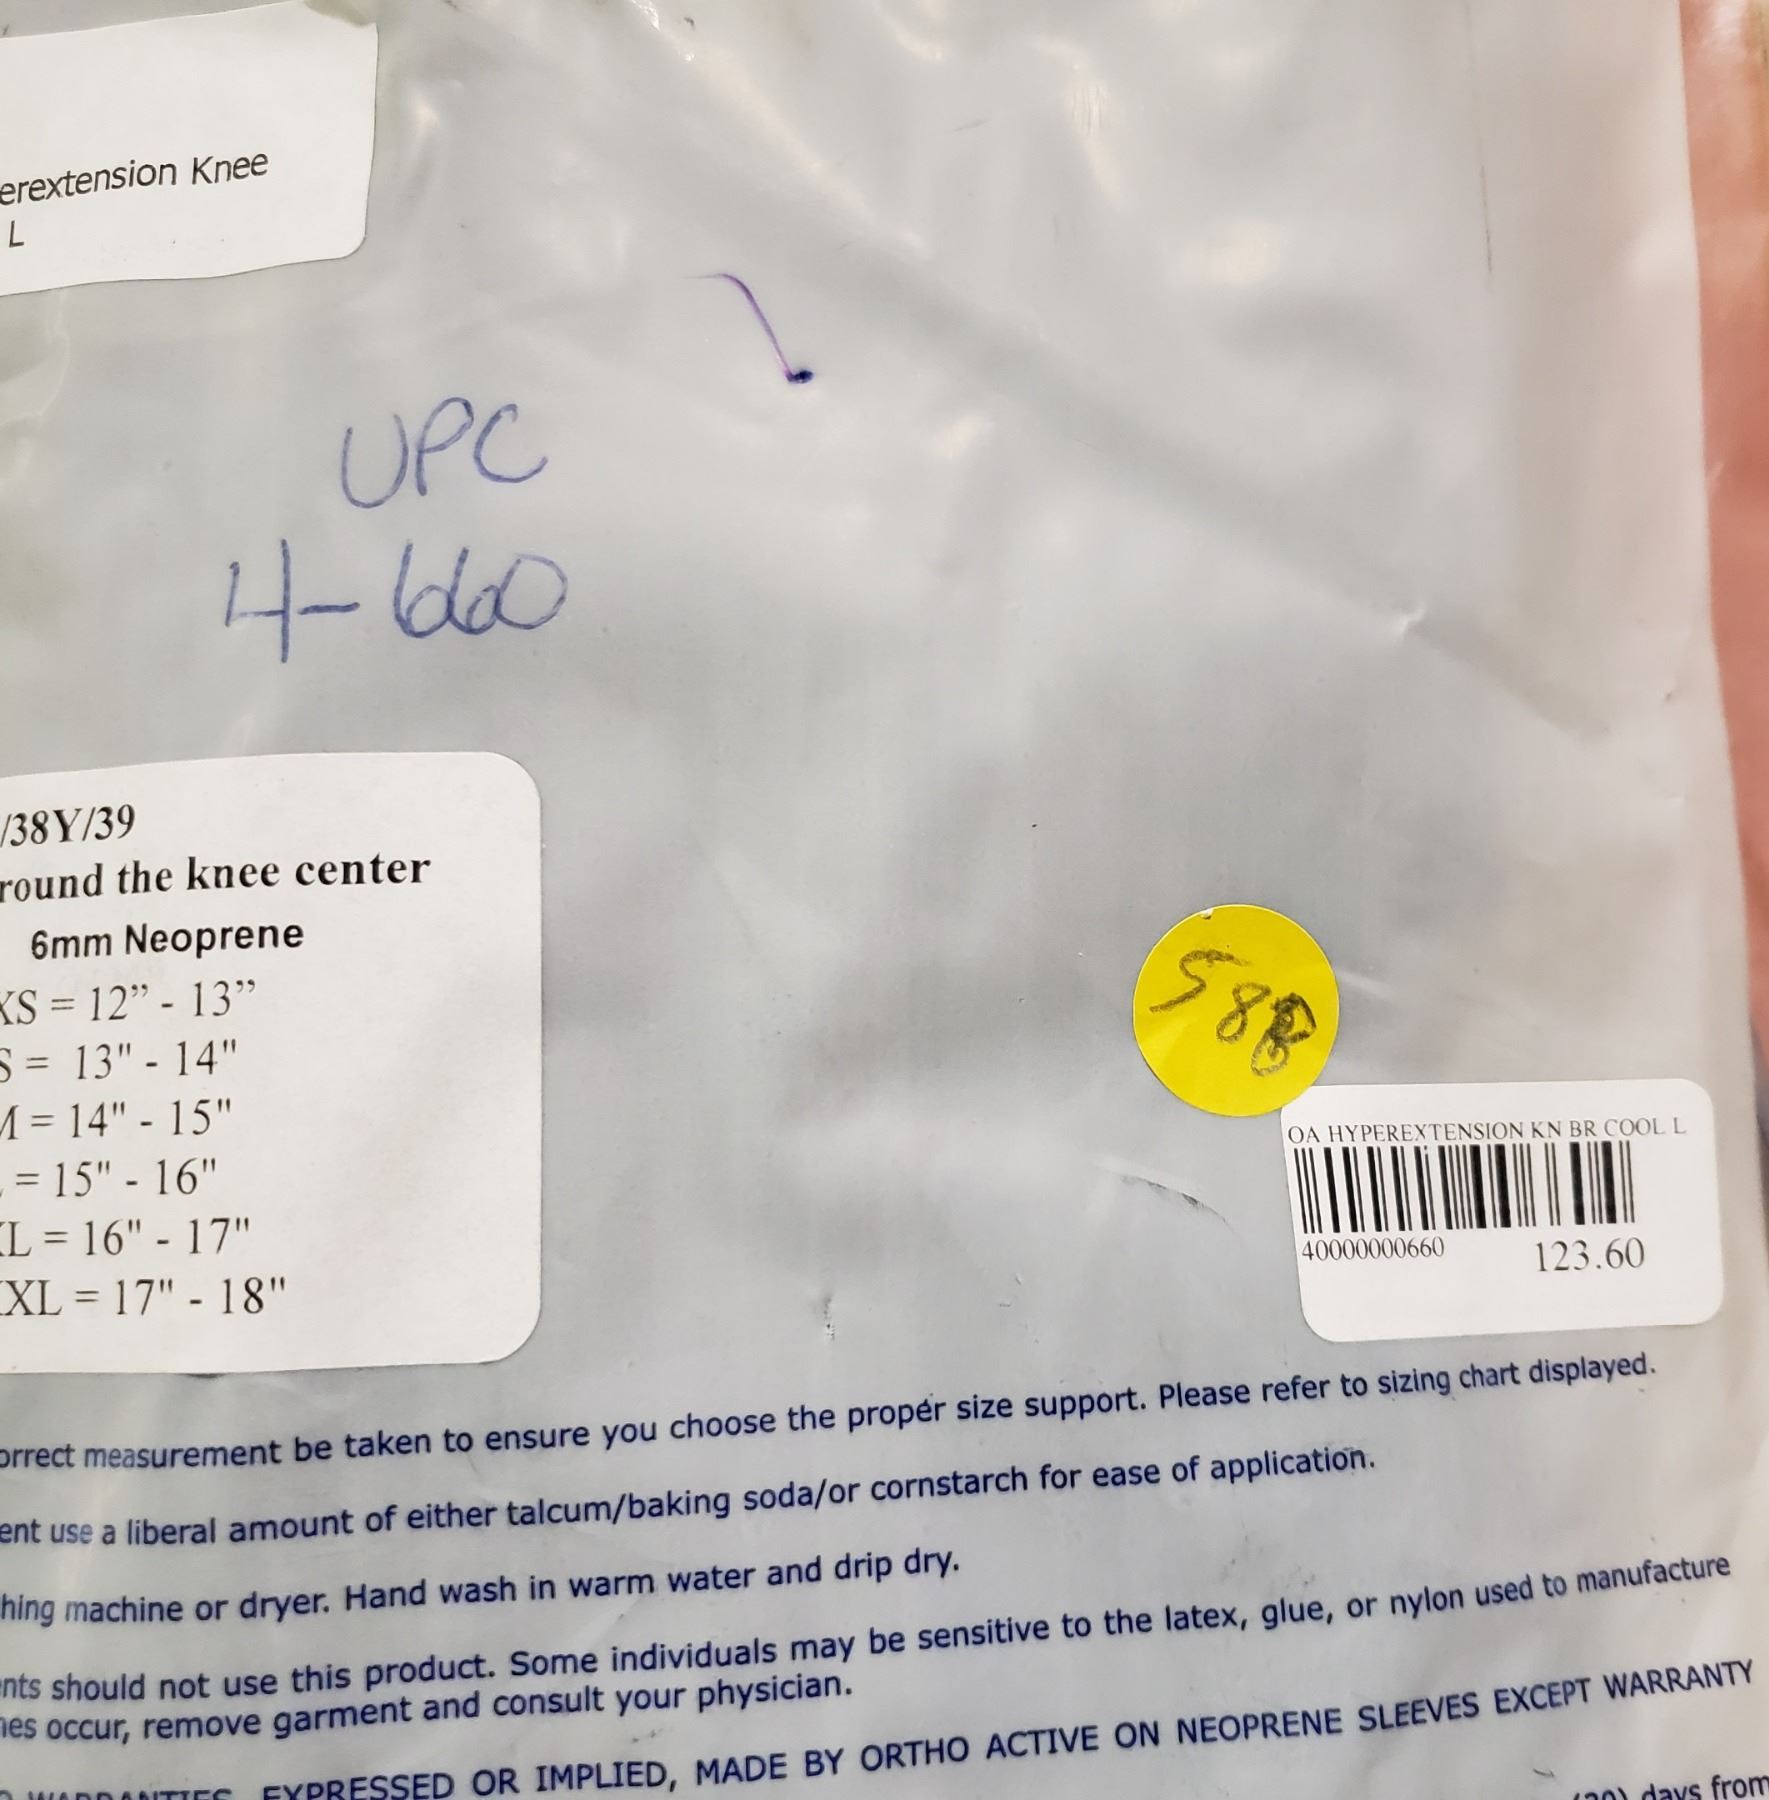 erextension Knee
L
UPC
4-660
/38Y/39
round the knee center
6mm Neoprene
XS = 12” - 13”
S = 13" - 14"
M = 14" - 15"
= 15" - 16"
XL = 16" - 17"
XXL = 17" - 18"
588
OA HYPEREXTENSION KN BR COOL L
40000000660 123.60
orrect measurement be taken to ensure you choose the proper size support. Please refer to sizing chart displayed.
ent use a liberal amount of either talcum/baking soda/or cornstarch for ease of application.
hing machine or dryer. Hand wash in warm water and drip dry.
ents should not use this product. Some individuals may be sensitive to the latex, glue, or nylon used to manufacture
mes occur, remove garment and consult your physician.
WARRANTIES, EXPRESSED OR IMPLIED, MADE BY ORTHO ACTIVE ON NEOPRENE SLEEVES EXCEPT WARRANTY
days from